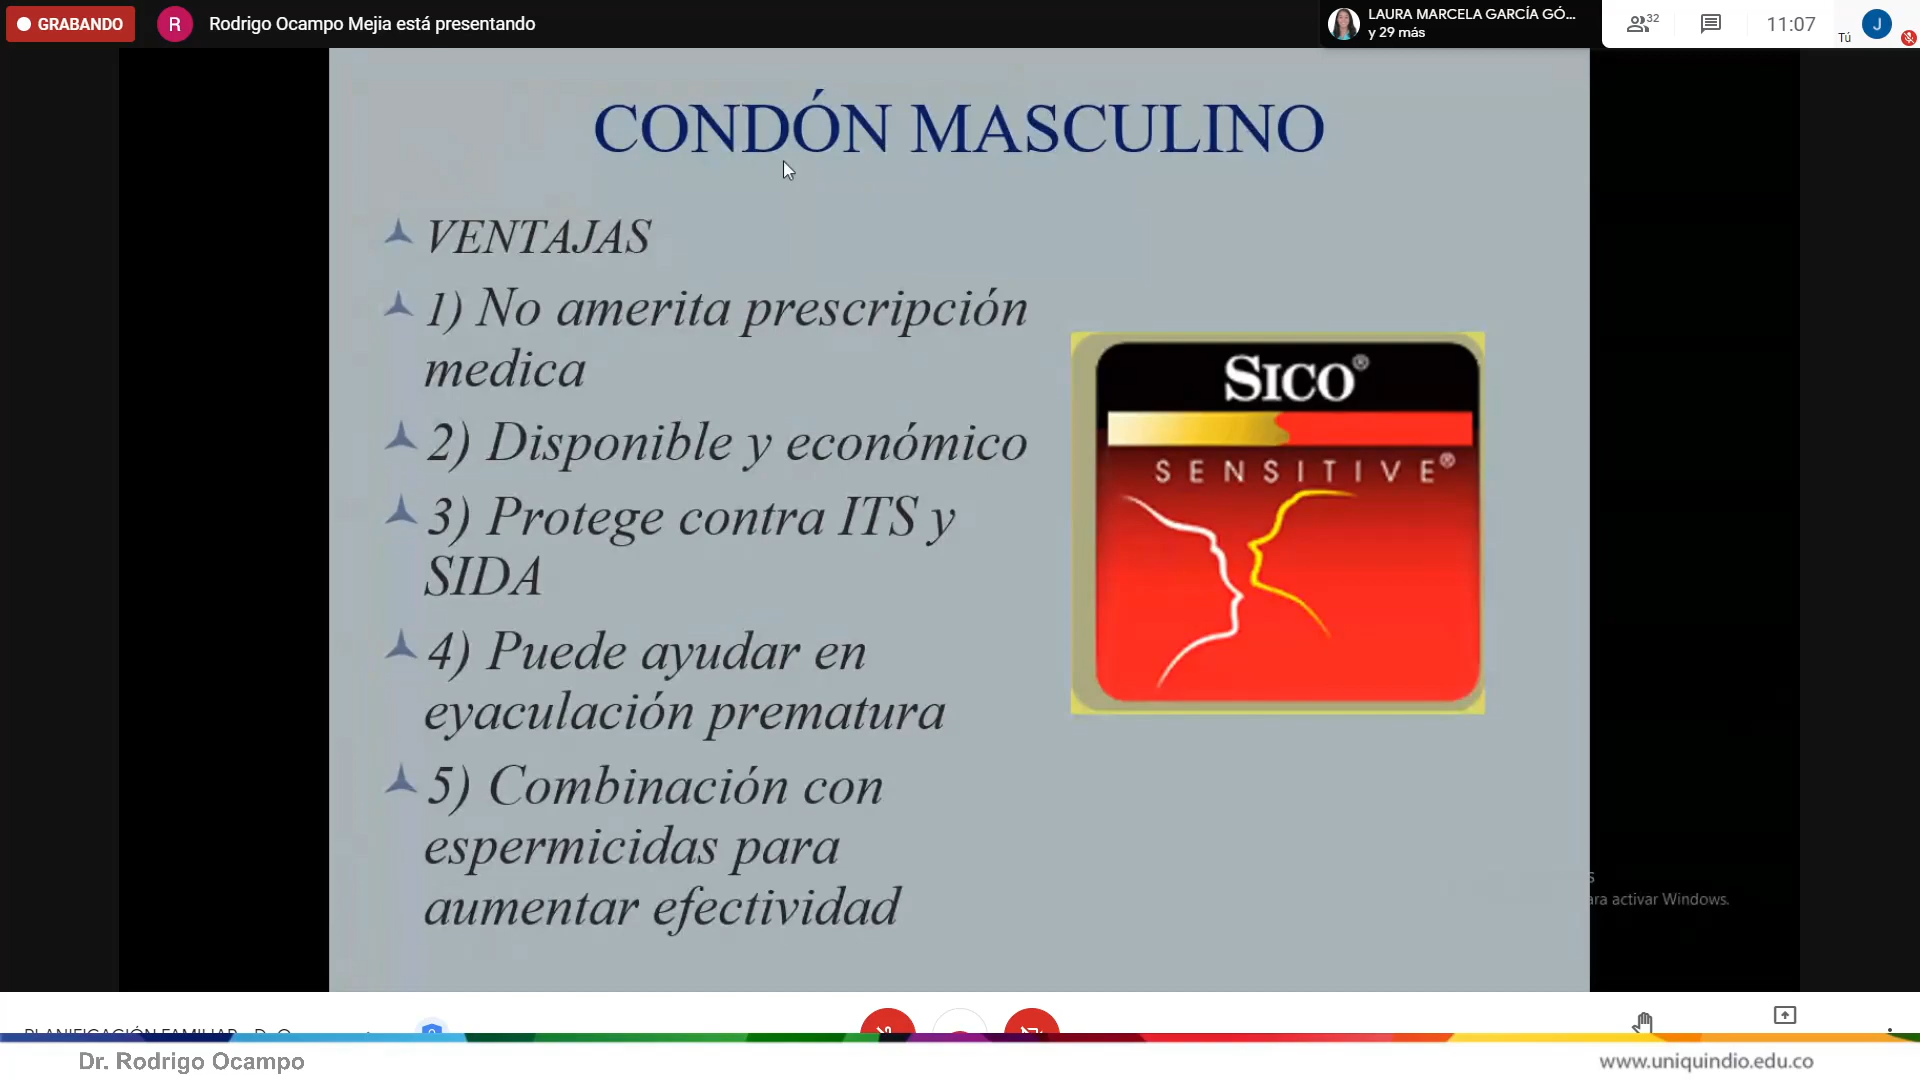 GRABANDO
R
Rodrigo Ocampo Mejia está presentando
LAURA MARCELA GARCÍA GÓ...
y 29 más
32
11:07
Tú
J
CONDÓN MASCULINO
VENTAJAS
1) No amerita prescripción
medica
2) Disponible y económico
3) Protege contra ITS y
SIDA
4) Puede ayudar en
eyaculación prematura
5) Combinación con
espermicidas para
aumentar efectividad
SICO®
SENSITIVE®
activar Windows.
PLANIFICACIÓN FAMILIAR
Dr. Rodrigo Ocampo
www.uniquindio.edu.co